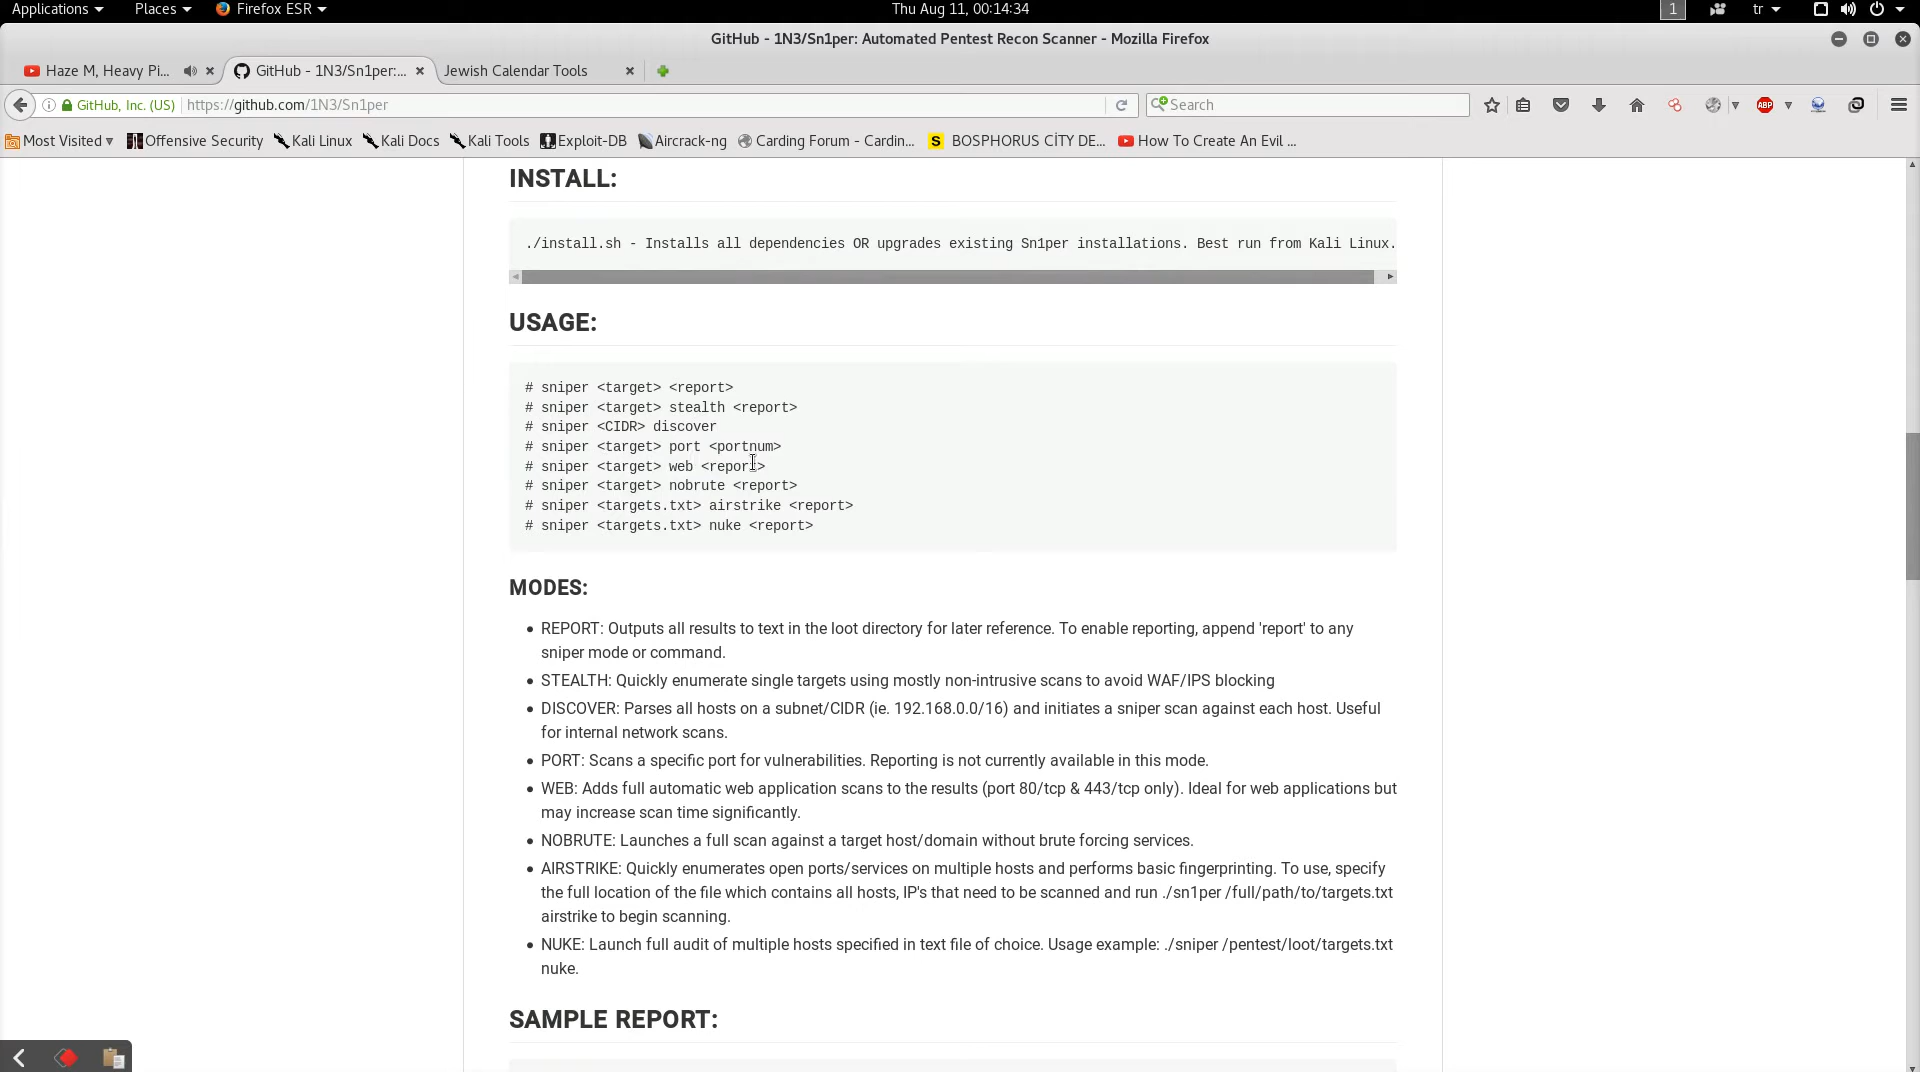 Applications Places Firefox ESR Thu Aug 11, 00:14:34 1 tr
GitHub - 1N3/Sn1per: Automated Pentest Recon Scanner - Mozilla Firefox
Haze M, Heavy Pi... GitHub - 1N3/Sn1per:... Jewish Calendar Tools
GitHub, Inc. (US) https://github.com/1N3/Sn1per Search ABP
Most Visited Offensive Security Kali Linux Kali Docs Kali Tools Exploit-DB Aircrack-ng Carding Forum - Cardin... S BOSPHORUS CİTY DE... How To Create An Evil ...
INSTALL:
./install.sh - Installs all dependencies OR upgrades existing Sn1per installations. Best run from Kali Linux.
USAGE:
# sniper <target> <report>
# sniper <target> stealth <report>
# sniper <CIDR> discover
# sniper <target> port <portnum>
# sniper <target> web <report>
# sniper <target> nobrute <report>
# sniper <targets.txt> airstrike <report>
# sniper <targets.txt> nuke <report>
MODES:
• REPORT: Outputs all results to text in the loot directory for later reference. To enable reporting, append 'report' to any
sniper mode or command.
• STEALTH: Quickly enumerate single targets using mostly non-intrusive scans to avoid WAF/IPS blocking
• DISCOVER: Parses all hosts on a subnet/CIDR (ie. 192.168.0.0/16) and initiates a sniper scan against each host. Useful
for internal network scans.
• PORT: Scans a specific port for vulnerabilities. Reporting is not currently available in this mode.
• WEB: Adds full automatic web application scans to the results (port 80/tcp & 443/tcp only). Ideal for web applications but
may increase scan time significantly.
• NOBRUTE: Launches a full scan against a target host/domain without brute forcing services.
• AIRSTRIKE: Quickly enumerates open ports/services on multiple hosts and performs basic fingerprinting. To use, specify
the full location of the file which contains all hosts, IP's that need to be scanned and run ./sn1per /full/path/to/targets.txt
airstrike to begin scanning.
• NUKE: Launch full audit of multiple hosts specified in text file of choice. Usage example: ./sniper /pentest/loot/targets.txt
nuke.
SAMPLE REPORT: